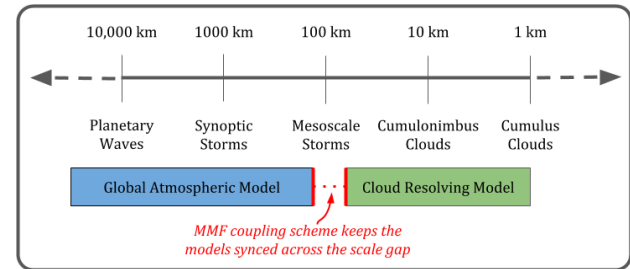 10,000 km 1000 km 100 km 10 km 1 km
Planetary Waves
Synoptic Storms
Mesoscale Storms
Cumulonimbus Clouds
Cumulus Clouds
Global Atmospheric Model
Cloud Resolving Model
MMF coupling scheme keeps the
models synced across the scale gap